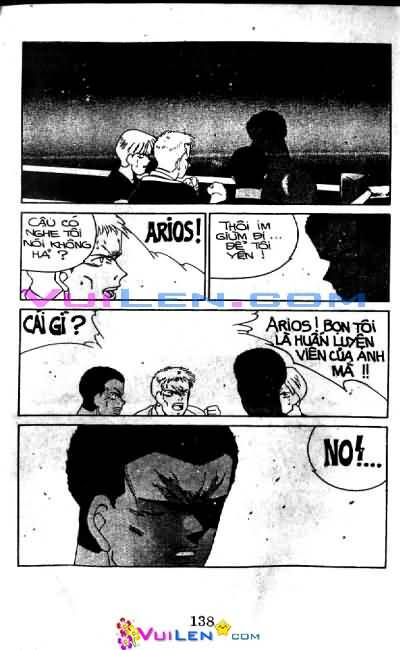 CẬU CÓ
NGHE TÔI
NÓI KHÔNG
HẢ ?
ARIOS!
THÔI IM
GIÙM ĐI ...
ĐỂ TÔI
YÊN !
VUILEN.COM
CÁI GÌ ?
ARIOS! BỌN TÔI
LÀ HUẤN LUYỆN
VIÊN CỦA ANH
MÀ !!
NO!...
138
VUILEN.COM